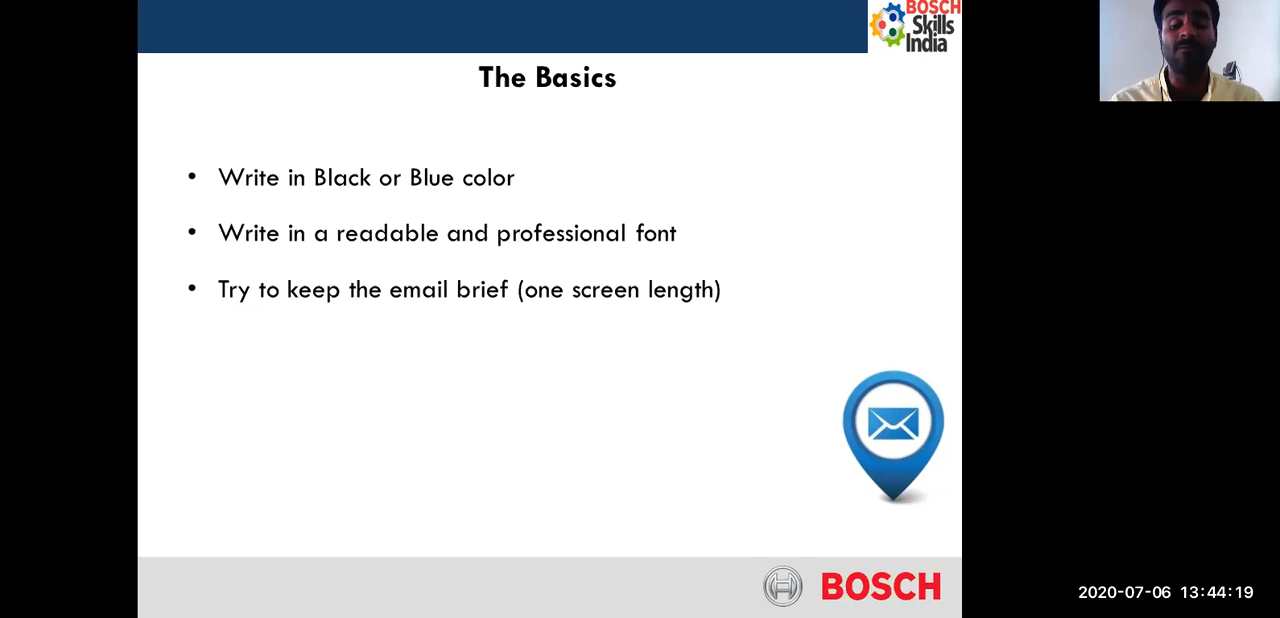 BOSCH
Skills
India
The Basics
• Write in Black or Blue color
• Write in a readable and professional font
• Try to keep the email brief (one screen length)
BOSCH
2020-07-06 13:44:19